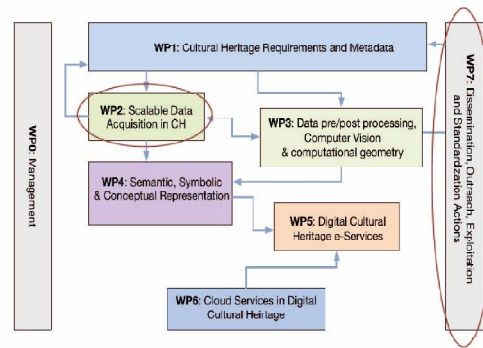 WP1: Cultural Heritage Requirements and Metadata
WP2: Scalable Data
Acquisition in CH
WP3: Data pre/post processing,
Computer Vision
& computational geometry
WP4: Semantic, Symbolic
& Conceptual Representation
WP5: Digital Cultural
Heritage e-Services
WP6: Cloud Services in Digital
Cultural Heirtage
WP0: Management
WP7: Dissemination, Outreach, Exploitation
and Standardization Actions